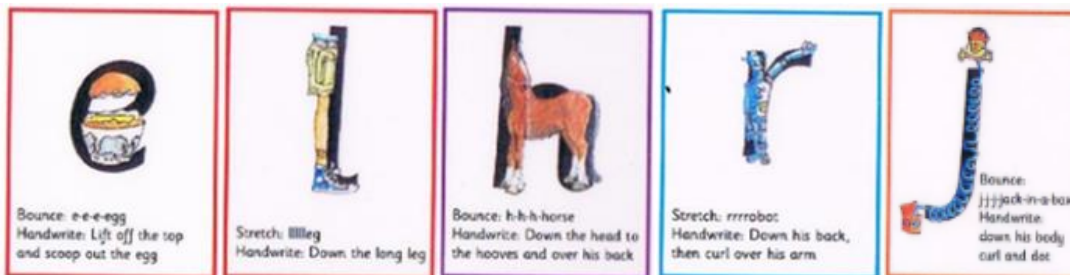 Bounce: e-e-e-egg
Handwrite: Lift off the top
and scoop out the egg
Stretch: llllleg
Handwrite: Down the long leg
Bounce: h-h-h-horse
Handwrite: Down the head to
the hooves and over his back
Stretch: rrrrobot
Handwrite: Down his back,
then curl over his arm
Bounce:
jjjjack-in-a-box
Handwrite:
down his body
curl and dot